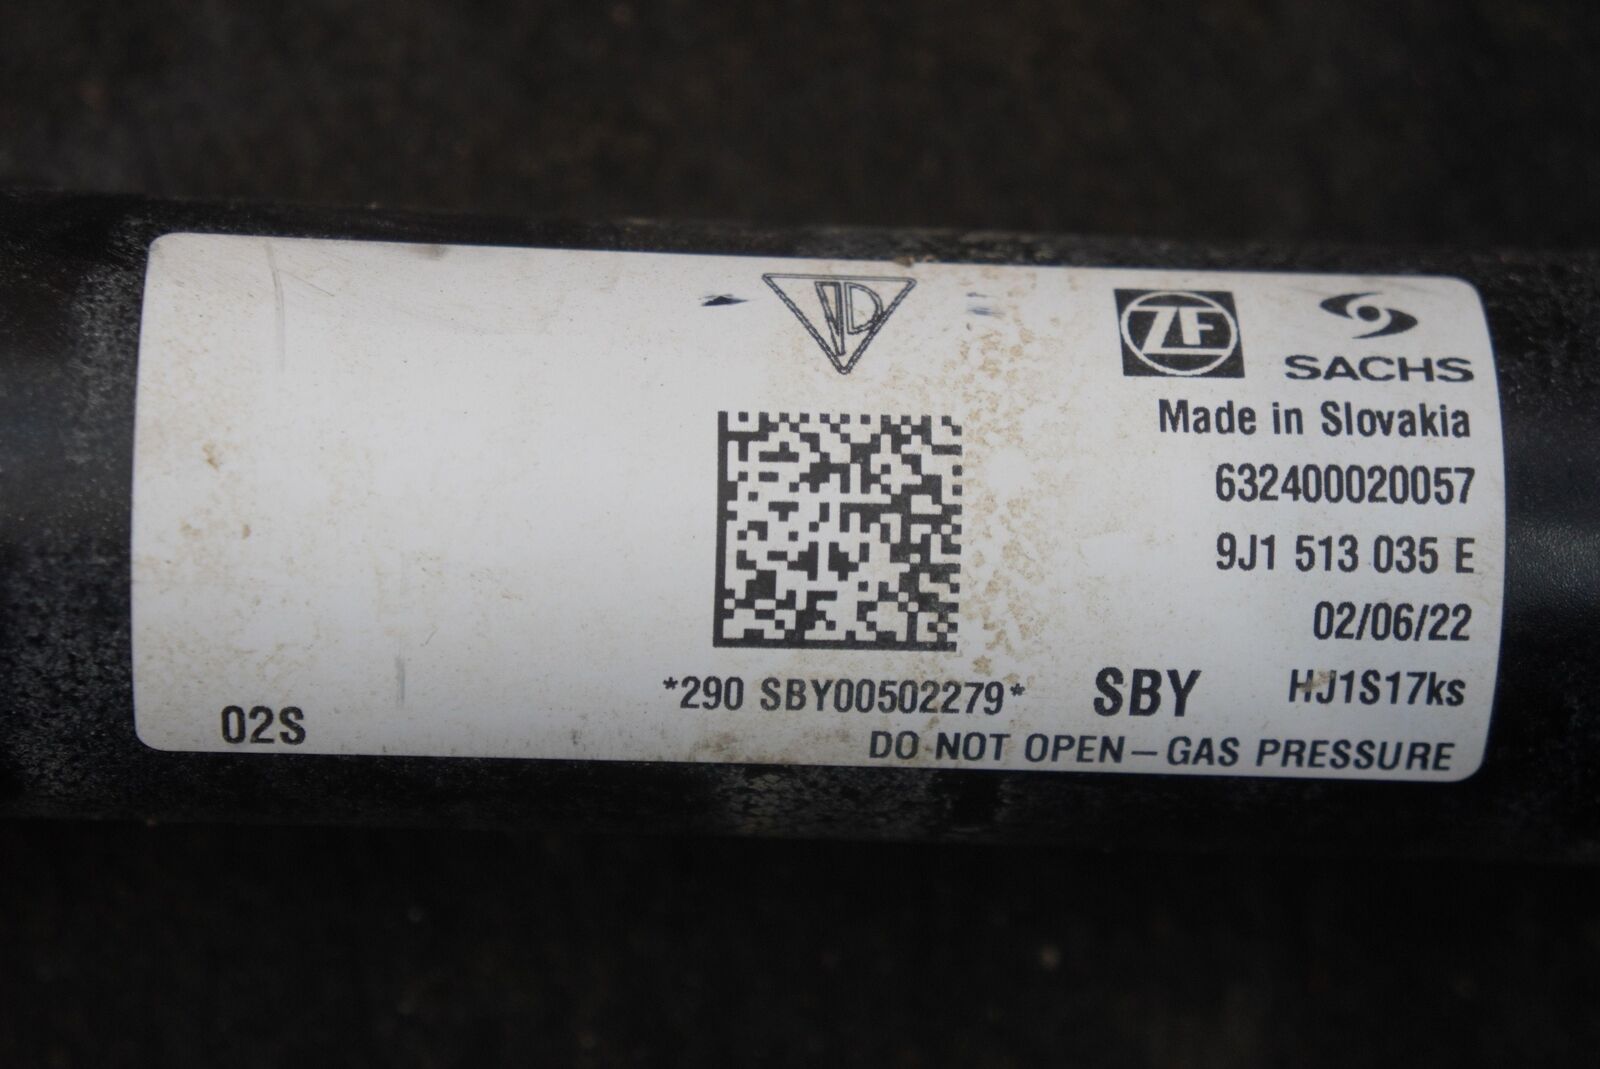 ZF
SACHS
Made in Slovakia
632400020057
9J1 513 035 E
02/06/22
*290 SBY00502279* SBY HJ1S17ks
02S
DO NOT OPEN – GAS PRESSURE